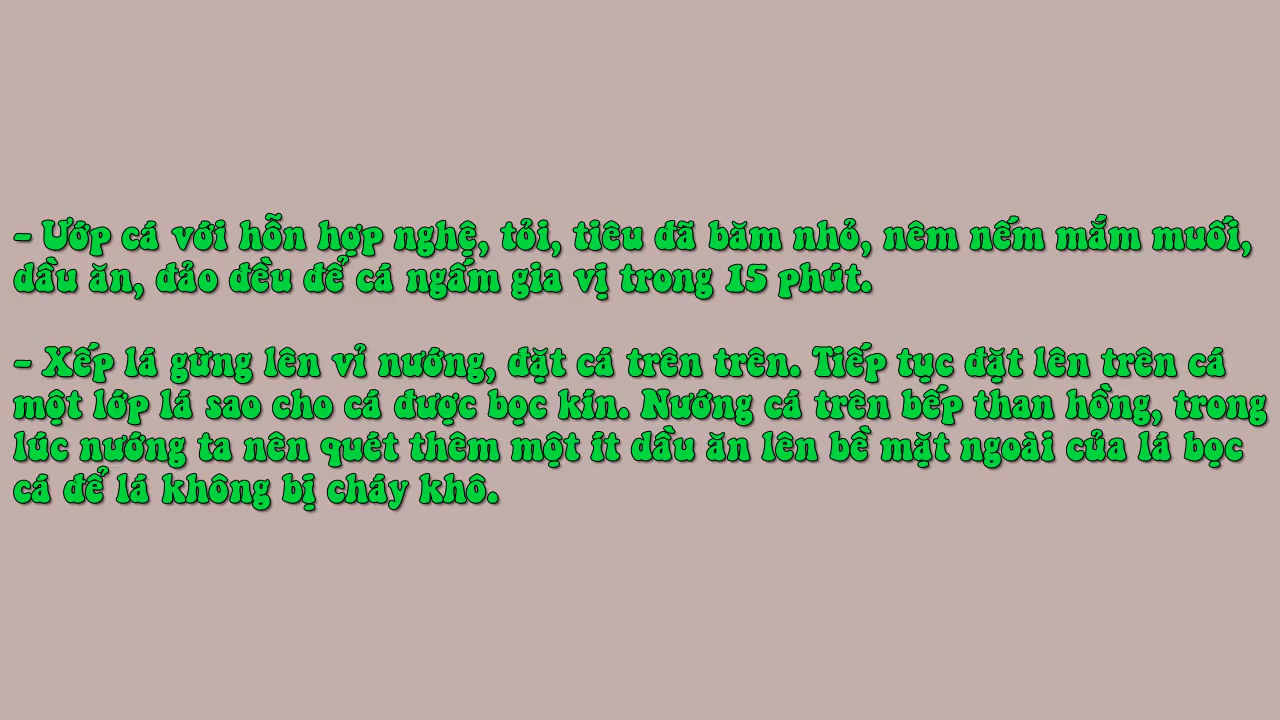 – Ướp cá với hỗn hợp nghệ, tỏi, tiêu đã băm nhỏ, nêm nếm mắm muối,
dầu ăn, đảo đều để cá ngấm gia vị trong 15 phút.
– Xếp lá gừng lên vỉ nướng, đặt cá trên trên. Tiếp tục đặt lên trên cá
một lớp lá sao cho cá được bọc kín. Nướng cá trên bếp than hồng, trong
lúc nướng ta nên quét thêm một ít dầu ăn lên bề mặt ngoài của lá bọc
cá để lá không bị cháy khô.